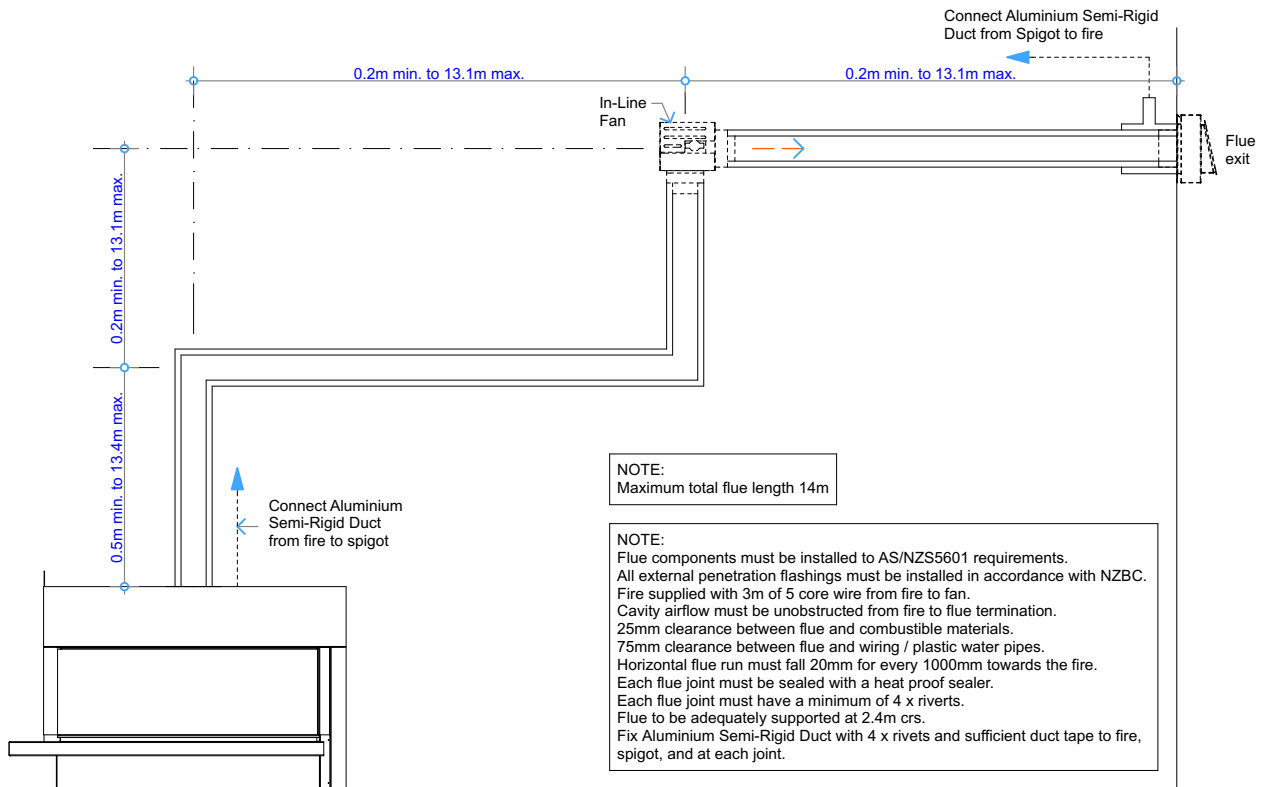 Connect Aluminium Semi-Rigid
Duct from Spigot to fire
0.2m min. to 13.1m max.
0.2m min. to 13.1m max.
In-Line
Fan
Flue
exit
0.2m min. to 13.1m max.
0.5m min. to 13.4m max.
Connect Aluminium
Semi-Rigid Duct
from fire to spigot
NOTE:
Maximum total flue length 14m
NOTE:
Flue components must be installed to AS/NZS5601 requirements.
All external penetration flashings must be installed in accordance with NZBC.
Fire supplied with 3m of 5 core wire from fire to fan.
Cavity airflow must be unobstructed from fire to flue termination.
25mm clearance between flue and combustible materials.
75mm clearance between flue and wiring / plastic water pipes.
Horizontal flue run must fall 20mm for every 1000mm towards the fire.
Each flue joint must be sealed with a heat proof sealer.
Each flue joint must have a minimum of 4 x riverts.
Flue to be adequately supported at 2.4m crs.
Fix Aluminium Semi-Rigid Duct with 4 x rivets and sufficient duct tape to fire,
spigot, and at each joint.